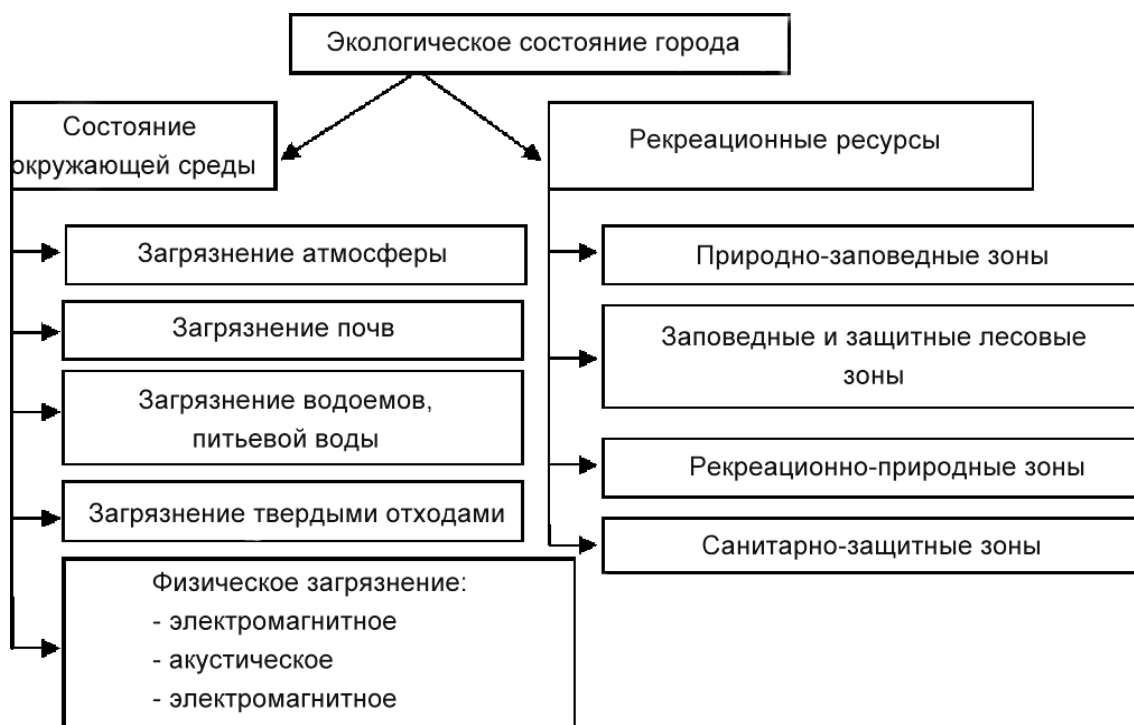 Экологическое состояние города
Состояние
окружающей среды
Загрязнение атмосферы
Загрязнение почв
Загрязнение водоемов,
питьевой воды
Загрязнение твердыми отходами
Физическое загрязнение:
- электромагнитное
- акустическое
- электромагнитное
Рекреационные ресурсы
Природно-заповедные зоны
Заповедные и защитные лесовые
зоны
Рекреационно-природные зоны
Санитарно-защитные зоны